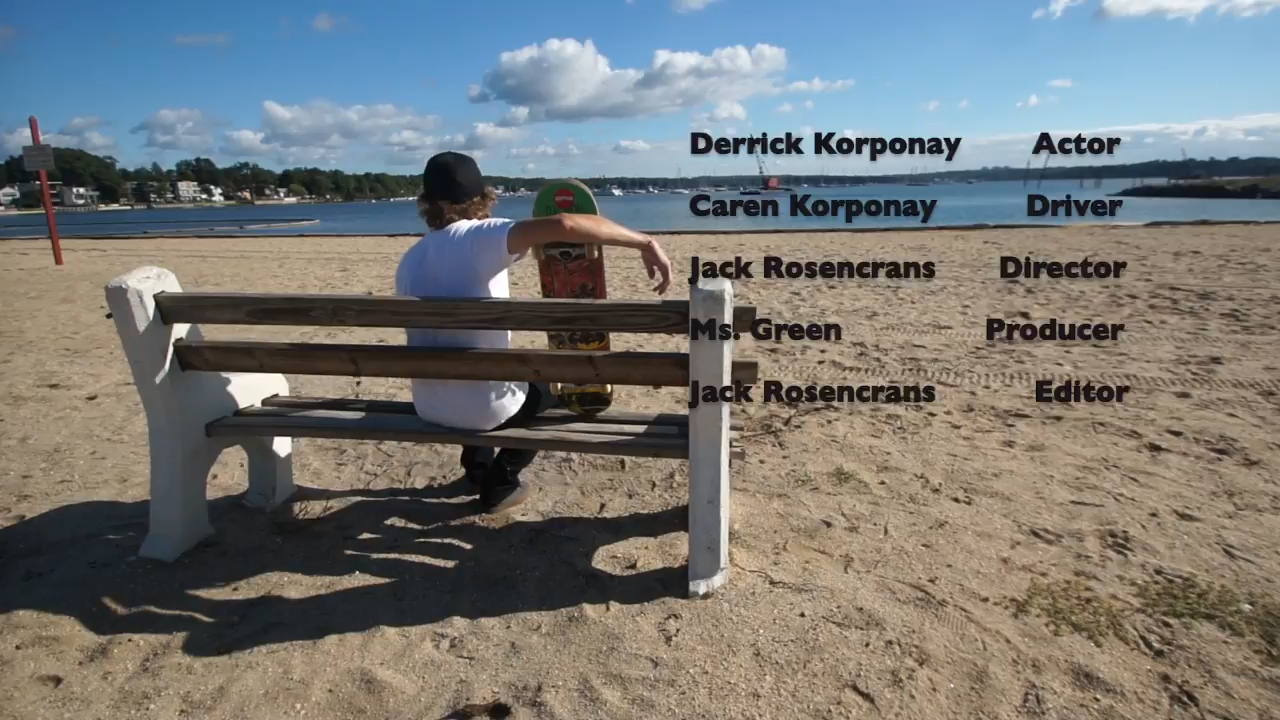 Derrick Korponay Actor
Caren Korponay Driver
Jack Rosencrans Director
Ms. Green Producer
Jack Rosencrans Editor